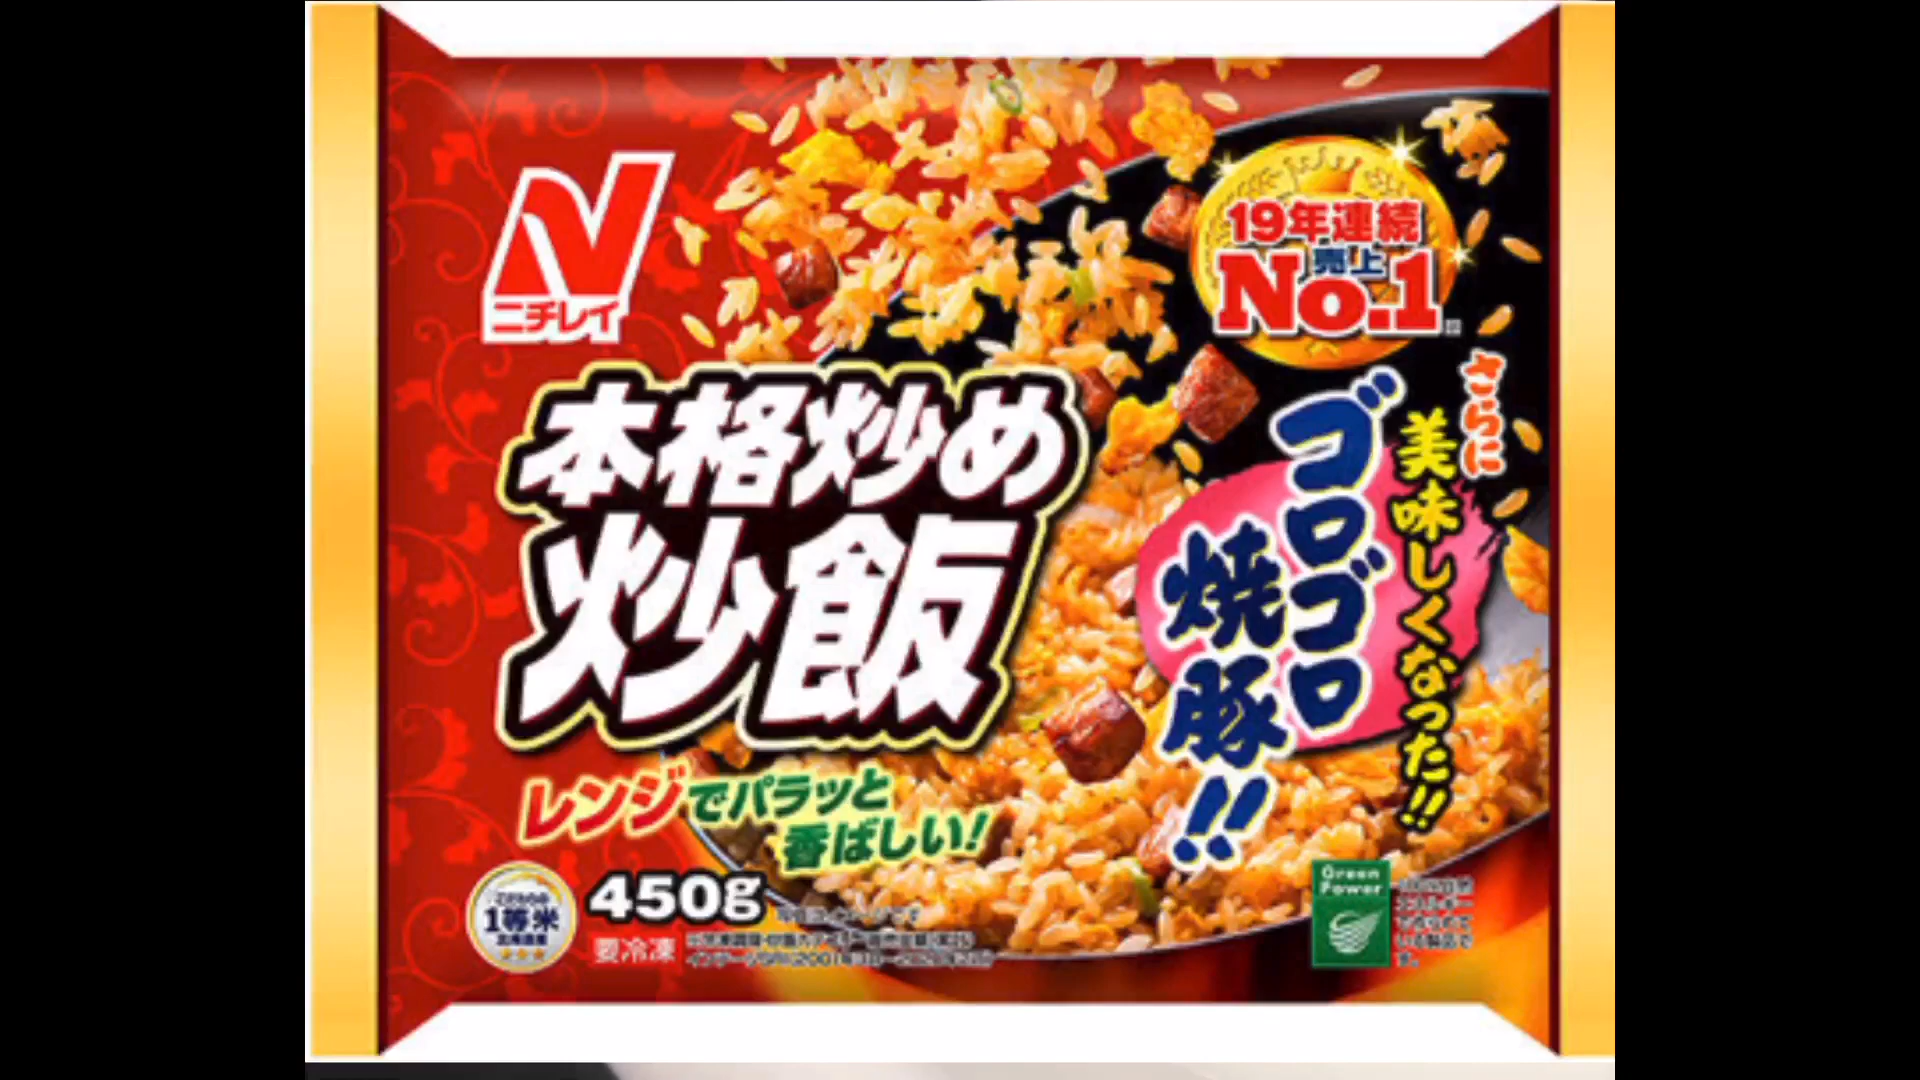 ニチレイ
19年連続
売上
No.1
本格炒め
炒飯
さらに
美味しくなった!!
ゴロゴロ
焼豚!!
レンジでパラッと
香ばしい!
1等米
450g
要冷凍
Green
Power